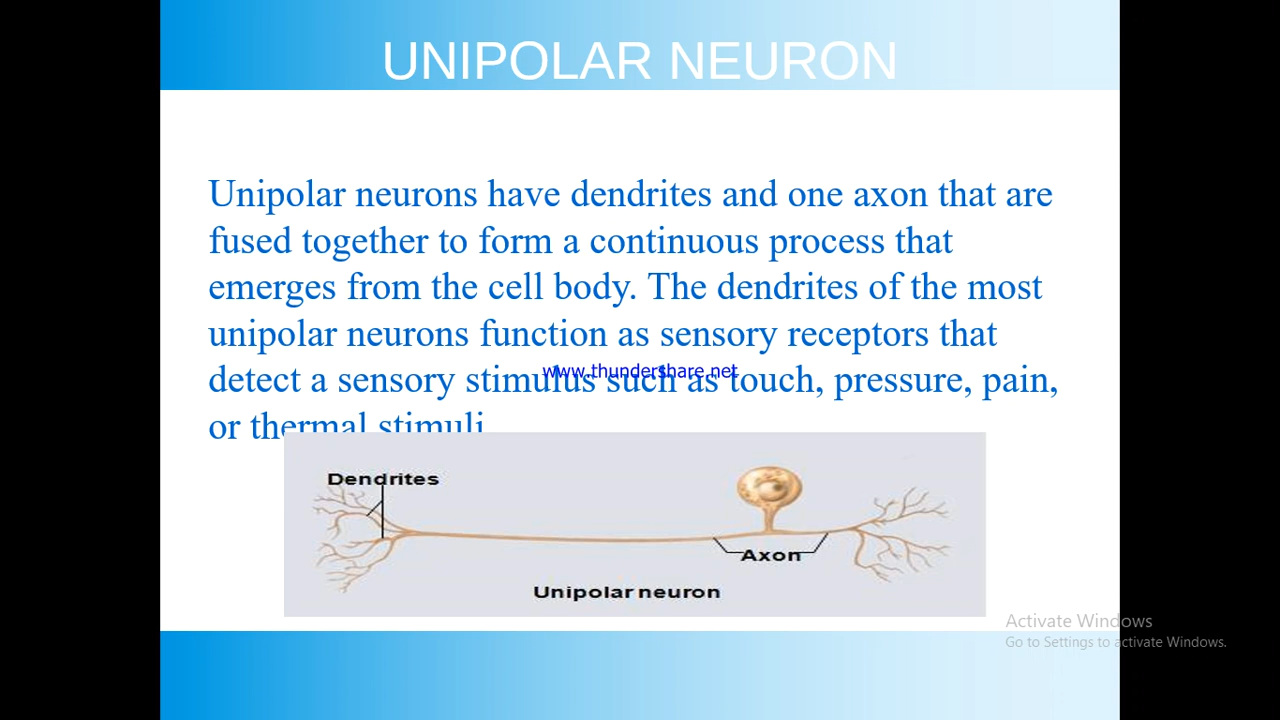 UNIPOLAR NEURON
Unipolar neurons have dendrites and one axon that are
fused together to form a continuous process that
emerges from the cell body. The dendrites of the most
unipolar neurons function as sensory receptors that
www.thundershare.net
detect a sensory stimulus such as touch, pressure, pain,
or thermal stimuli
Dendrites
Axon
Unipolar neuron
Activate Windows
Go to Settings to activate Windows.